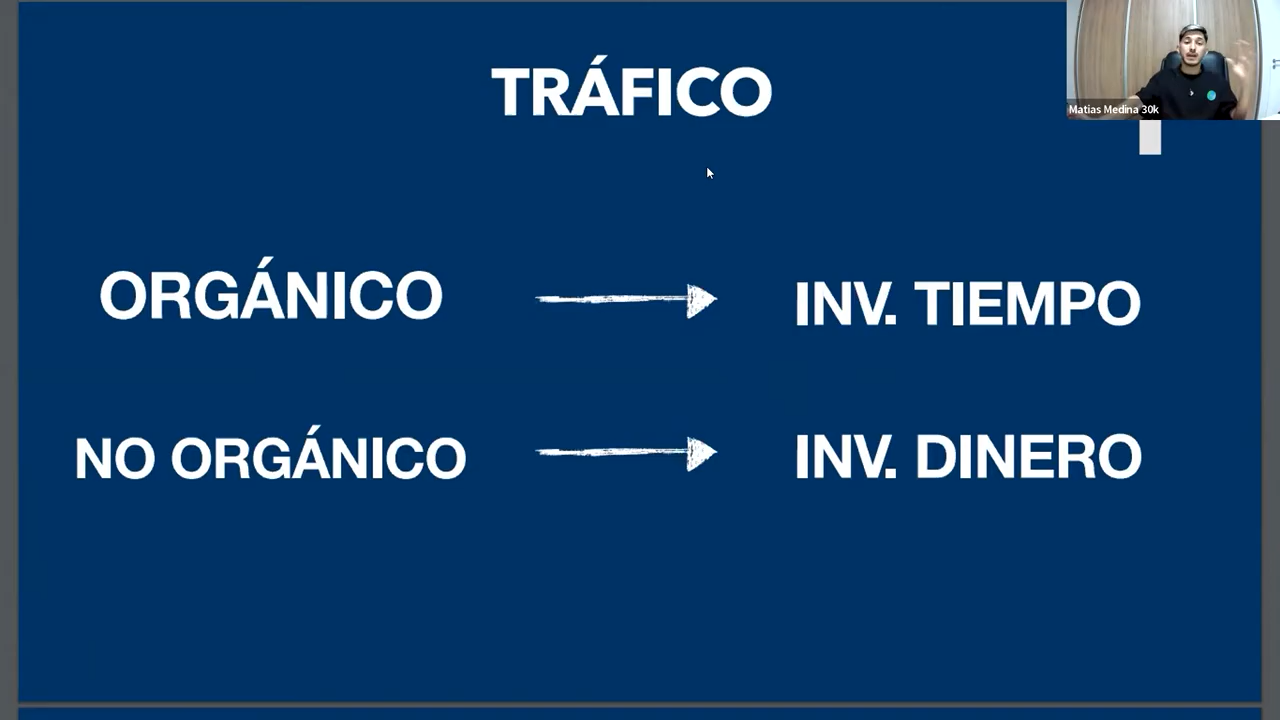 TRÁFICO
Matias Medina 30k
ORGÁNICO
INV. TIEMPO
NO ORGÁNICO
INV. DINERO